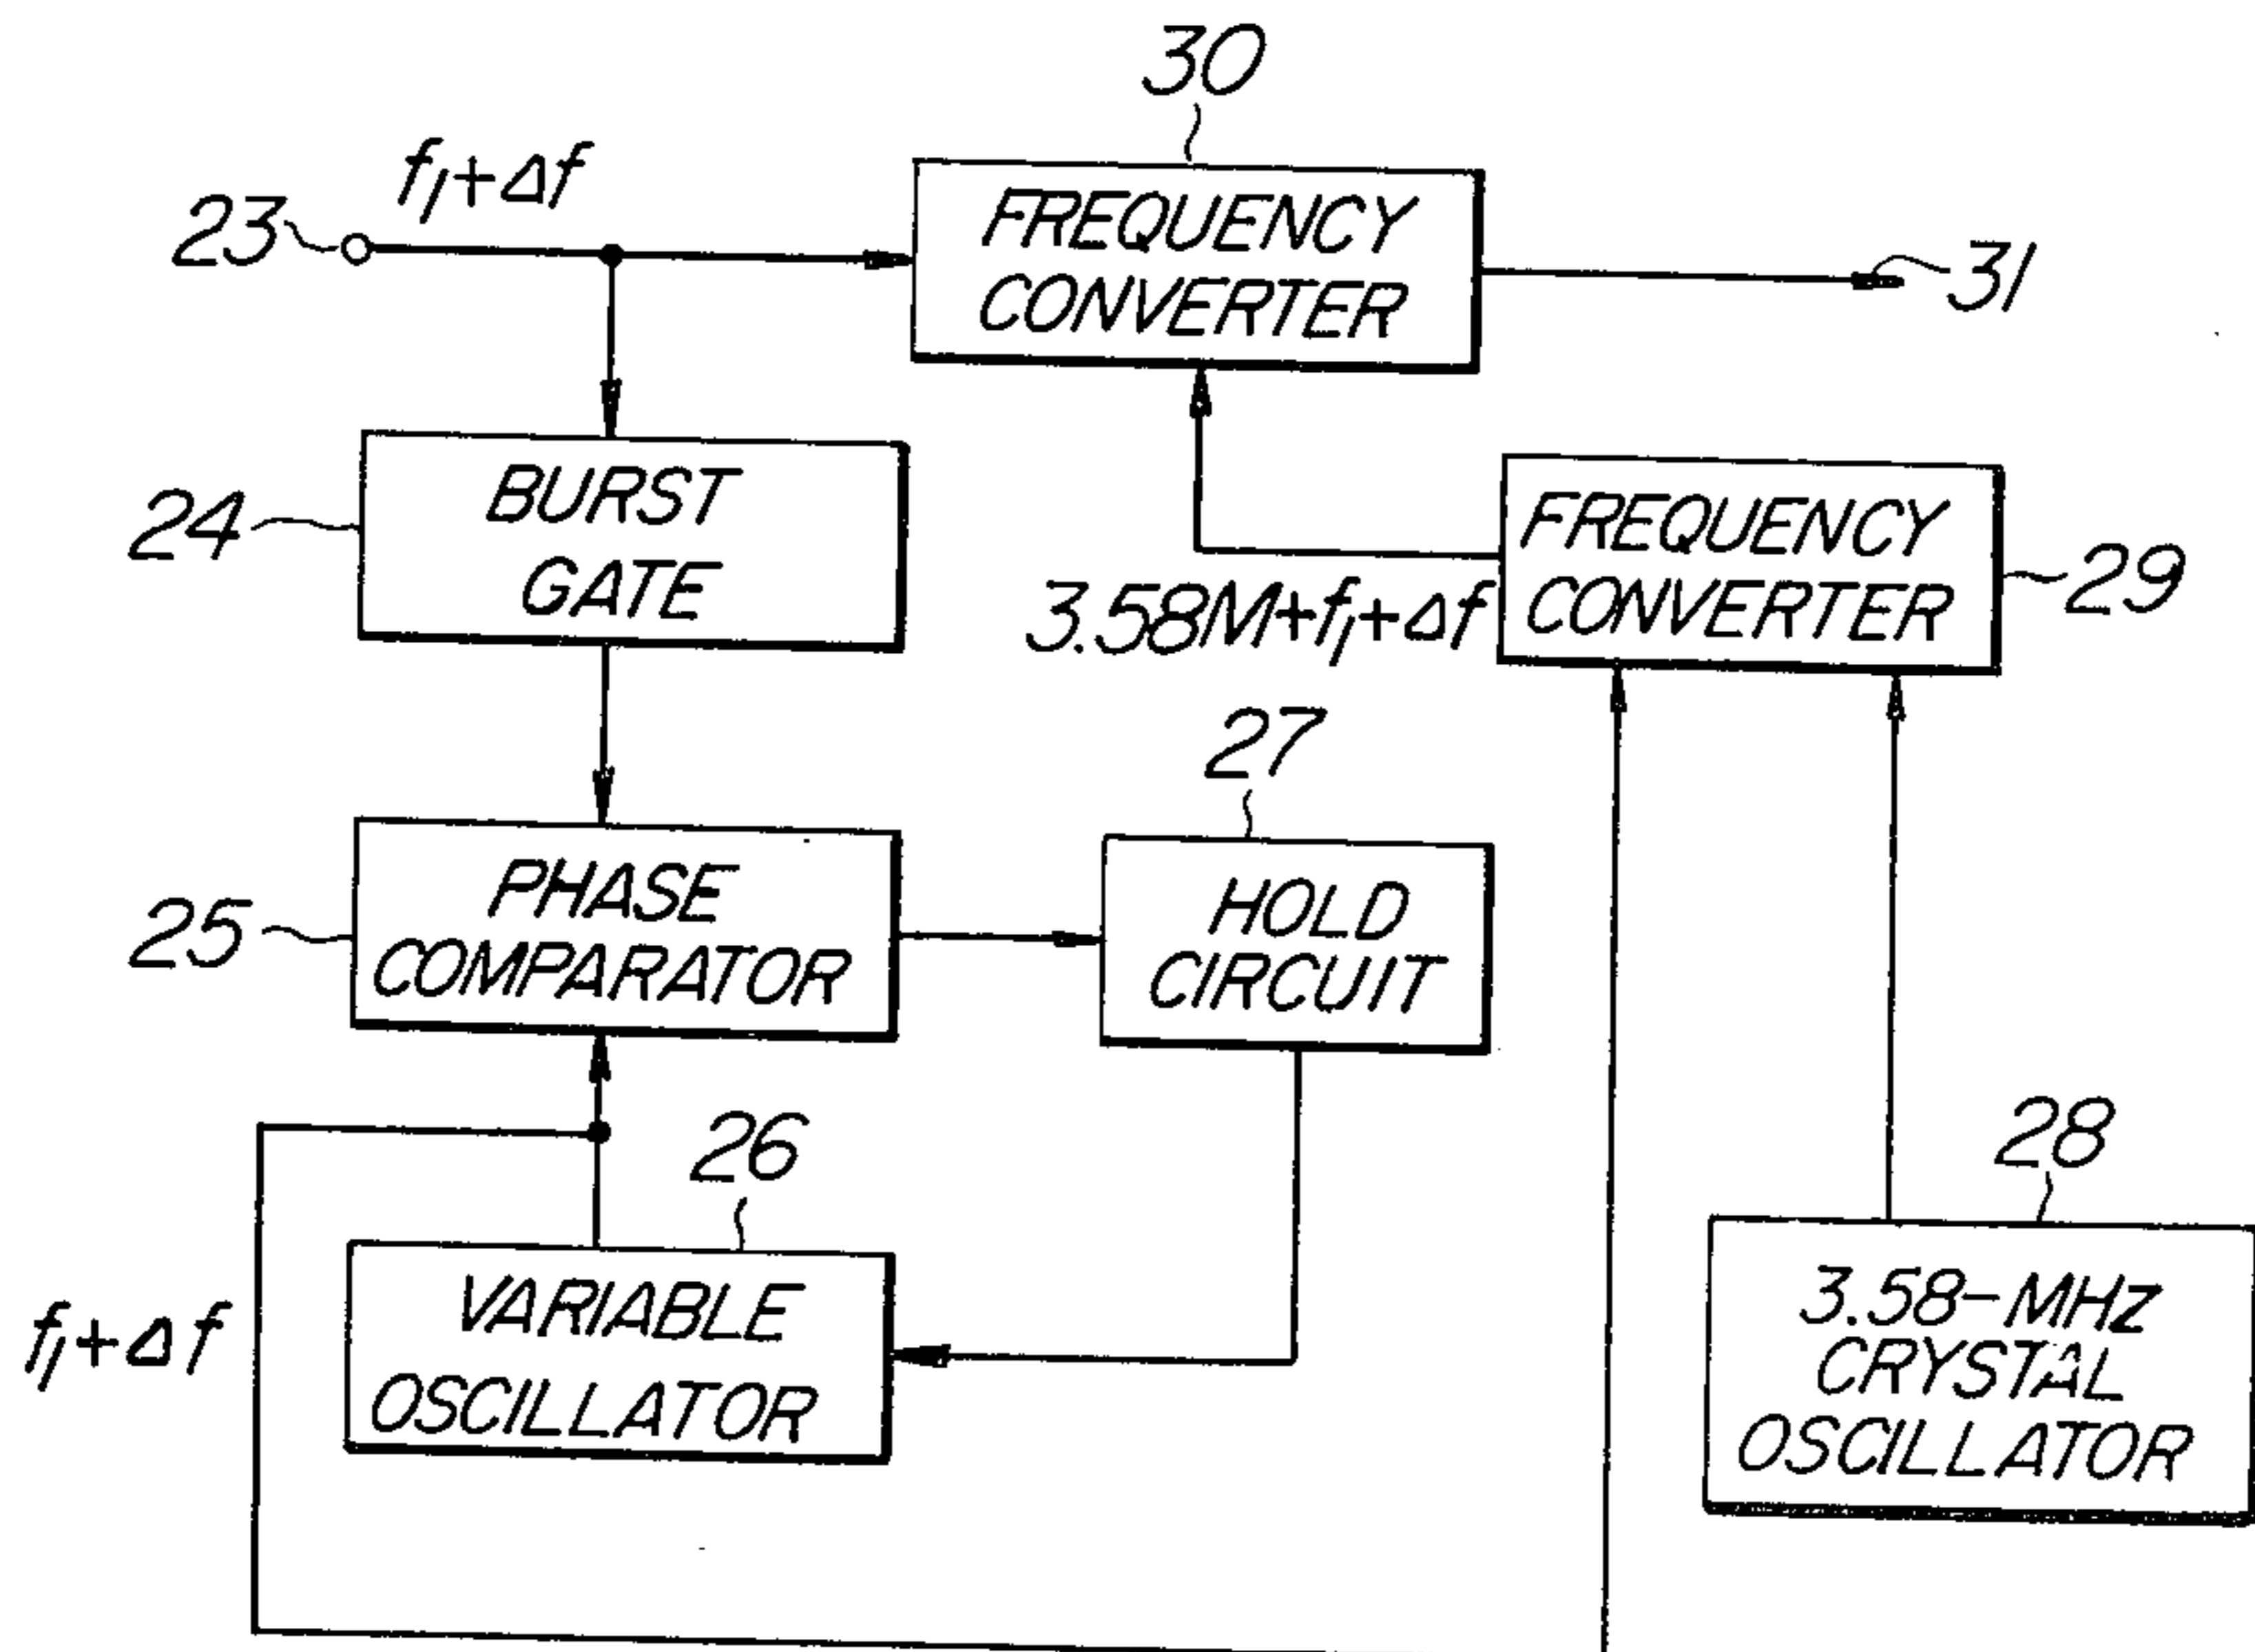 30
f₁+Δf
23
FREQUENCY
CONVERTER
31
BURST
GATE
24
FREQUENCY
CONVERTER
29
3.58M+f₁+Δf
27
PHASE
COMPARATOR
25
HOLD
CIRCUIT
26
28
VARIABLE
OSCILLATOR
f₁+Δf
3.58-MHz
CRYSTAL
OSCILLATOR